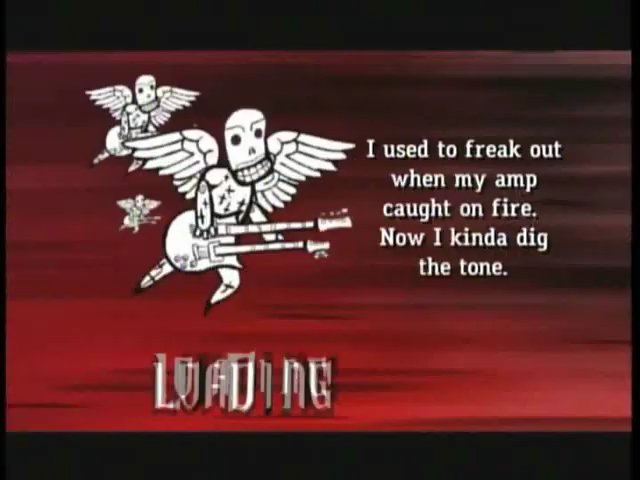 I used to freak out
when my amp
caught on fire.
Now I kinda dig
the tone.
LOADING